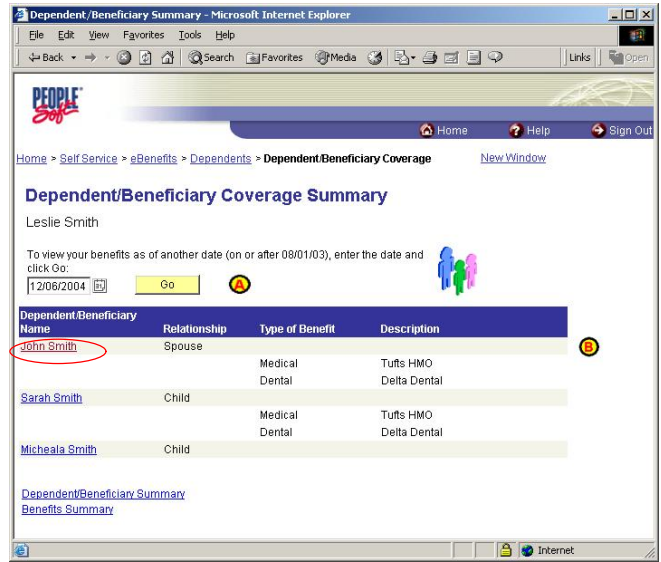 Dependent/Beneficiary Summary - Microsoft Internet Explorer
File Edit View Favorites Tools Help
Back Search Favorites Media Links Open
PEOPLE
Soft
Home Help Sign Out
Home > Self Service > eBenefits > Dependents > Dependent/Beneficiary Coverage New Window
Dependent/Beneficiary Coverage Summary
Leslie Smith
To view your benefits as of another date (on or after 08/01/03), enter the date and
click Go:
12/06/2004 Go A
Dependent/Beneficiary
Name Relationship Type of Benefit Description
John Smith Spouse B
Medical Tufts HMO
Dental Delta Dental
Sarah Smith Child
Medical Tufts HMO
Dental Delta Dental
Micheala Smith Child
Dependent/Beneficiary Summary
Benefits Summary
Internet